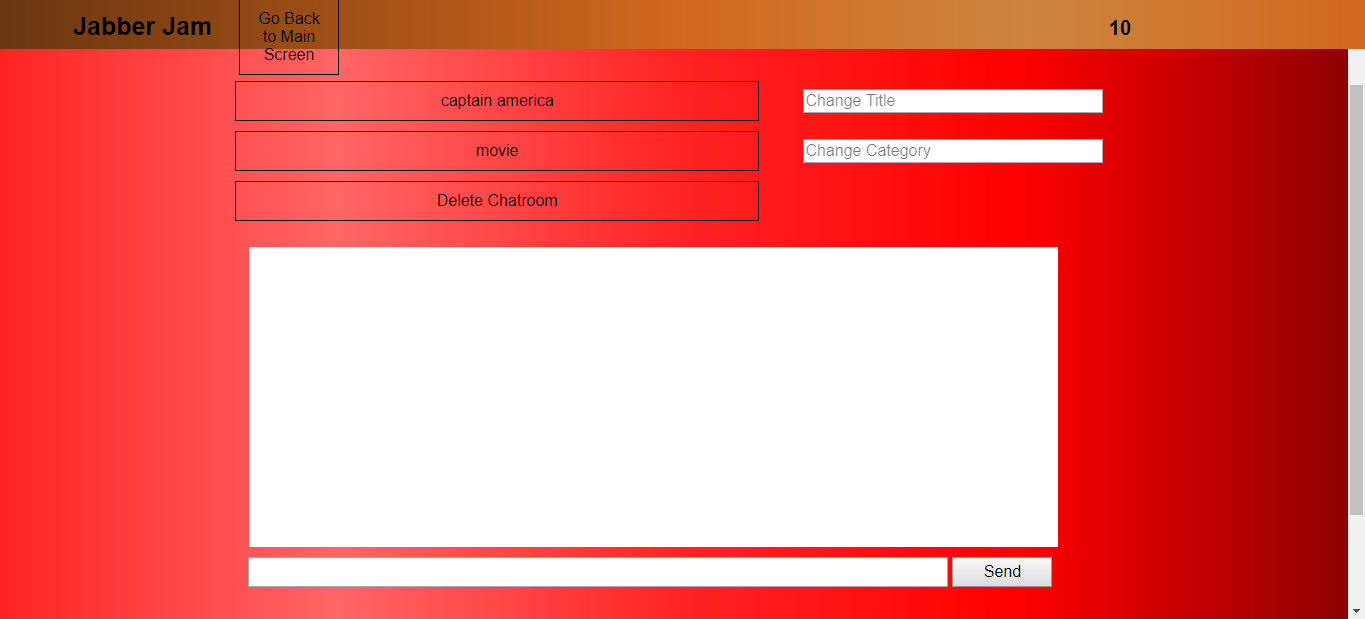 Jabber Jam
Go Back
to Main
Screen
10
captain america
Change Title
movie
Change Category
Delete Chatroom
Send